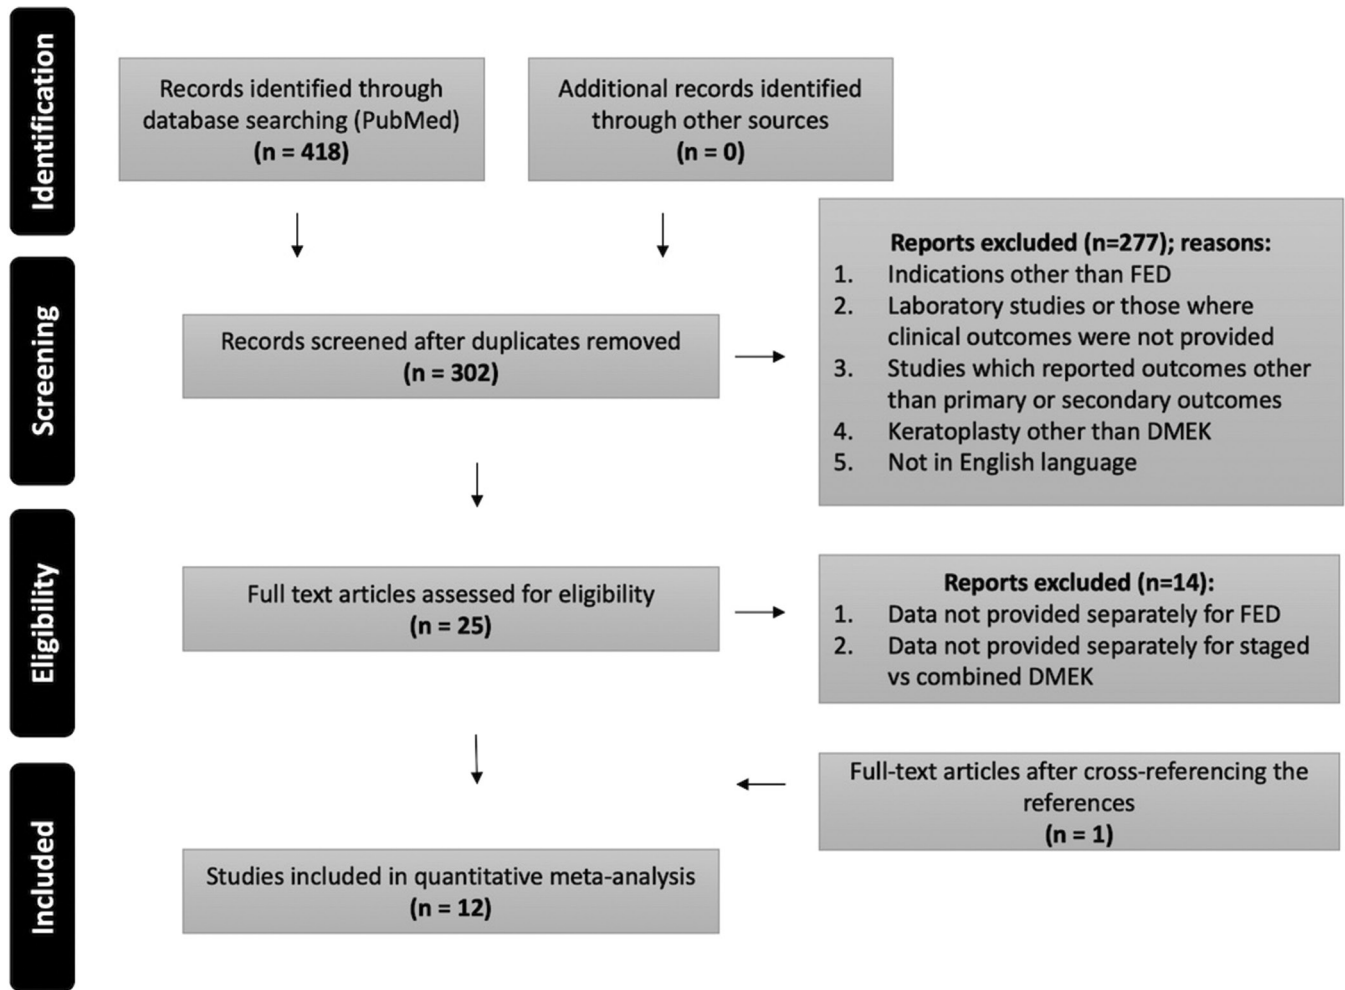 Identification
Records identified through
database searching (PubMed)
(n = 418)
Additional records identified
through other sources
(n = 0)
Screening
Records screened after duplicates removed
(n = 302)
Reports excluded (n=277); reasons:
1. Indications other than FED
2. Laboratory studies or those where
clinical outcomes were not provided
3. Studies which reported outcomes other
than primary or secondary outcomes
4. Keratoplasty other than DMEK
5. Not in English language
Eligibility
Full text articles assessed for eligibility
(n = 25)
Reports excluded (n=14):
1. Data not provided separately for FED
2. Data not provided separately for staged
vs combined DMEK
Full-text articles after cross-referencing the
references
(n = 1)
Included
Studies included in quantitative meta-analysis
(n = 12)